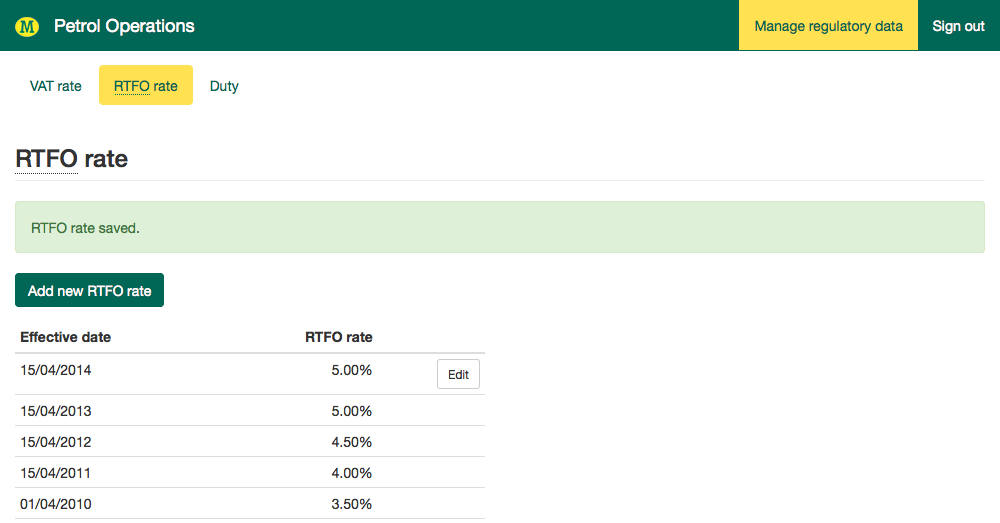 M Petrol Operations Manage regulatory data Sign out
VAT rate RTFO rate Duty
RTFO rate
RTFO rate saved.
Add new RTFO rate
Effective date RTFO rate
15/04/2014 5.00% Edit
15/04/2013 5.00%
15/04/2012 4.50%
15/04/2011 4.00%
01/04/2010 3.50%